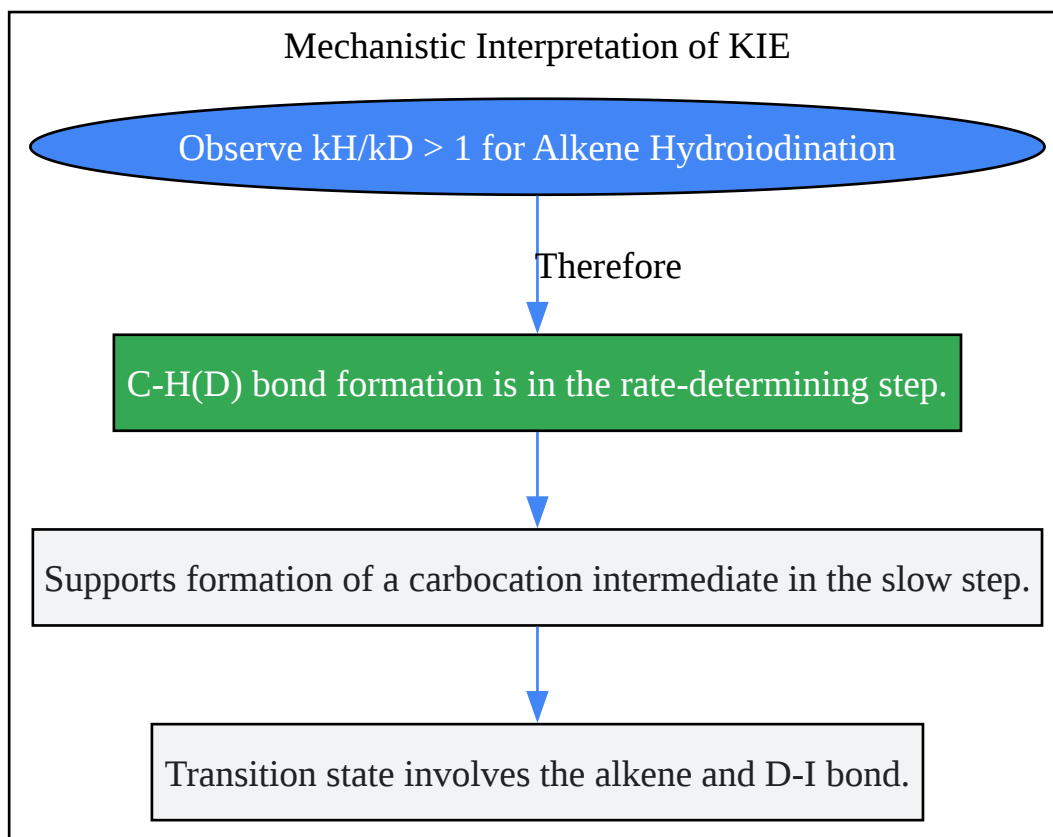 Mechanistic Interpretation of KIE
Observe kH/kD > 1 for Alkene Hydroiodination
Therefore
C-H(D) bond formation is in the rate-determining step.
Supports formation of a carbocation intermediate in the slow step.
Transition state involves the alkene and D-I bond.